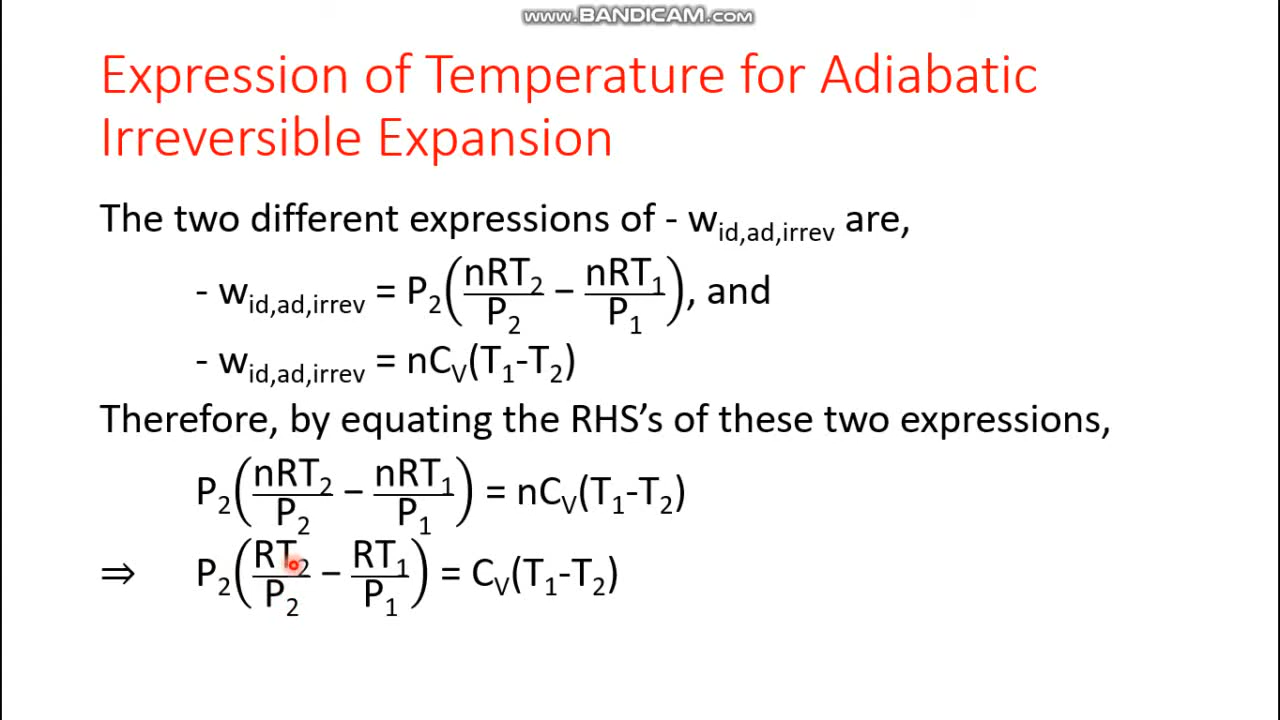 www.BANDICAM.com
Expression of Temperature for Adiabatic
Irreversible Expansion
The two different expressions of - w_id,ad,irrev are,
- w_id,ad,irrev = P₂(nRT₂/P₂ − nRT₁/P₁), and
- w_id,ad,irrev = nC_V(T₁-T₂)
Therefore, by equating the RHS’s of these two expressions,
P₂(nRT₂/P₂ − nRT₁/P₁) = nC_V(T₁-T₂)
⇒ P₂(RT₂/P₂ − RT₁/P₁) = C_V(T₁-T₂)